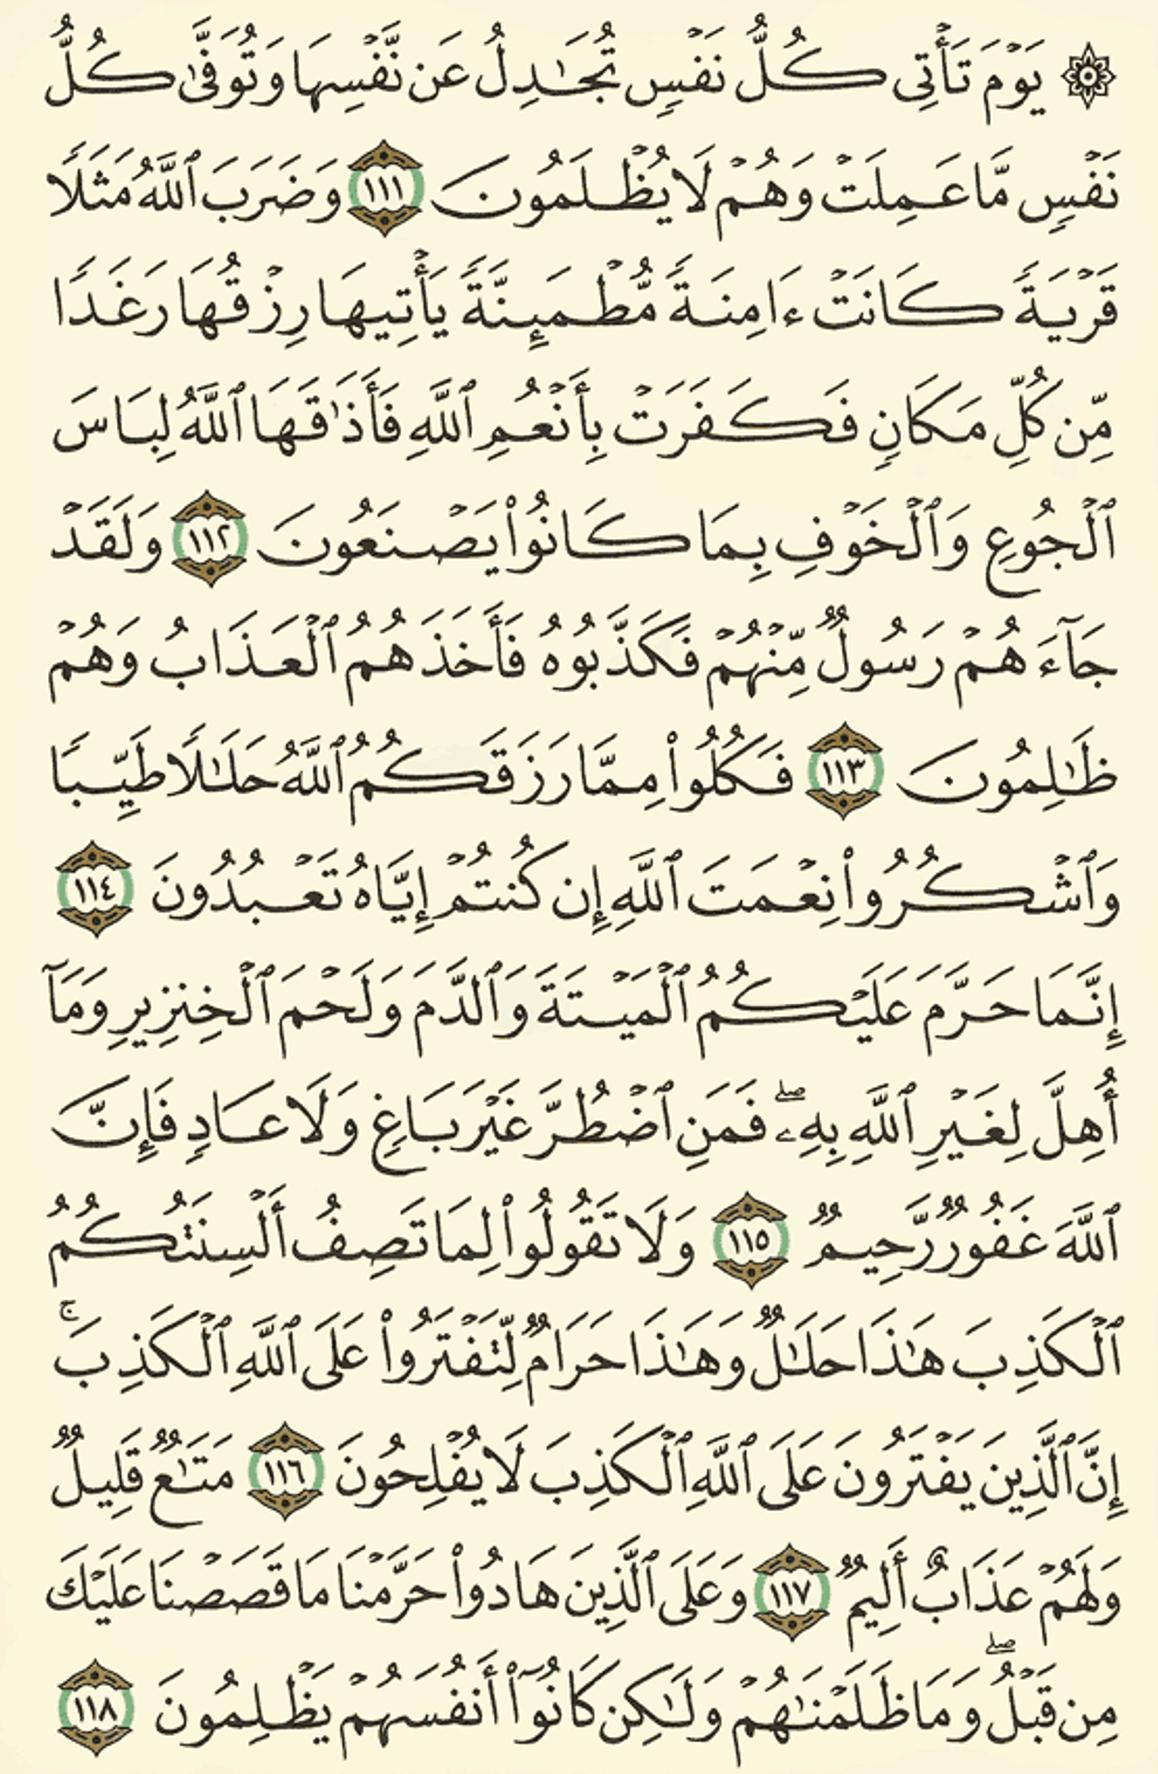 ۞ يَوْمَ تَأْتِى كُلُّ نَفْسٍ تُجَـٰدِلُ عَن نَّفْسِهَا وَتُوَفَّىٰ كُلُّ
نَفْسٍ مَّا عَمِلَتْ وَهُمْ لَا يُظْلَمُونَ ١١١ وَضَرَبَ ٱللَّهُ مَثَلًا
قَرْيَةً كَانَتْ ءَامِنَةً مُّطْمَئِنَّةً يَأْتِيهَا رِزْقُهَا رَغَدًا
مِّن كُلِّ مَكَانٍ فَكَفَرَتْ بِأَنْعُمِ ٱللَّهِ فَأَذَٰقَهَا ٱللَّهُ لِبَاسَ
ٱلْجُوعِ وَٱلْخَوْفِ بِمَا كَانُوا۟ يَصْنَعُونَ ١١٢ وَلَقَدْ
جَآءَهُمْ رَسُولٌ مِّنْهُمْ فَكَذَّبُوهُ فَأَخَذَهُمُ ٱلْعَذَابُ وَهُمْ
ظَـٰلِمُونَ ١١٣ فَكُلُوا۟ مِمَّا رَزَقَكُمُ ٱللَّهُ حَلَـٰلًا طَيِّبًا
وَٱشْكُرُوا۟ نِعْمَتَ ٱللَّهِ إِن كُنتُمْ إِيَّاهُ تَعْبُدُونَ ١١٤
إِنَّمَا حَرَّمَ عَلَيْكُمُ ٱلْمَيْتَةَ وَٱلدَّمَ وَلَحْمَ ٱلْخِنزِيرِ وَمَآ
أُهِلَّ لِغَيْرِ ٱللَّهِ بِهِۦ ۖ فَمَنِ ٱضْطُرَّ غَيْرَ بَاغٍ وَلَا عَادٍ فَإِنَّ
ٱللَّهَ غَفُورٌ رَّحِيمٌ ١١٥ وَلَا تَقُولُوا۟ لِمَا تَصِفُ أَلْسِنَتُكُمُ
ٱلْكَذِبَ هَـٰذَا حَلَـٰلٌ وَهَـٰذَا حَرَامٌ لِّتَفْتَرُوا۟ عَلَى ٱللَّهِ ٱلْكَذِبَ ۚ
إِنَّ ٱلَّذِينَ يَفْتَرُونَ عَلَى ٱللَّهِ ٱلْكَذِبَ لَا يُفْلِحُونَ ١١٦ مَتَـٰعٌ قَلِيلٌ
وَلَهُمْ عَذَابٌ أَلِيمٌ ١١٧ وَعَلَى ٱلَّذِينَ هَادُوا۟ حَرَّمْنَا مَا قَصَصْنَا عَلَيْكَ
مِن قَبْلُ ۖ وَمَا ظَلَمْنَـٰهُمْ وَلَـٰكِن كَانُوٓا۟ أَنفُسَهُمْ يَظْلِمُونَ ١١٨